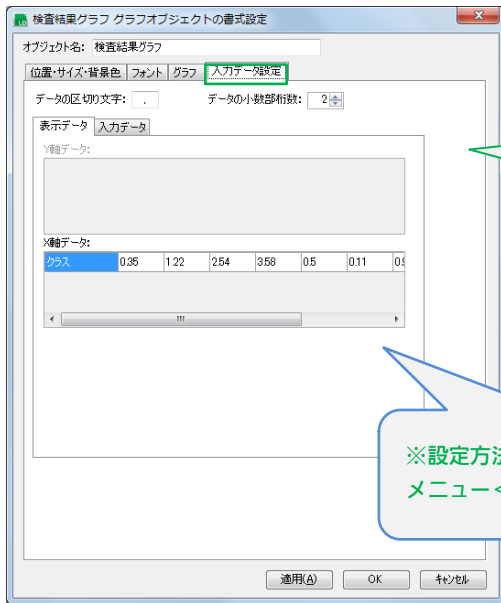 検査結果グラフ グラフオブジェクトの書式設定
オブジェクト名: 検査結果グラフ
位置・サイズ・背景色 フォント グラフ 入力データ設定
データの区切り文字: . データの小数部桁数: 2
表示データ 入力データ
Y軸データ:
X軸データ:
クラス 0.35 1.22 2.54 3.58 0.5 0.11
※設定方法
メニュー<
適用(A) OK キャンセル